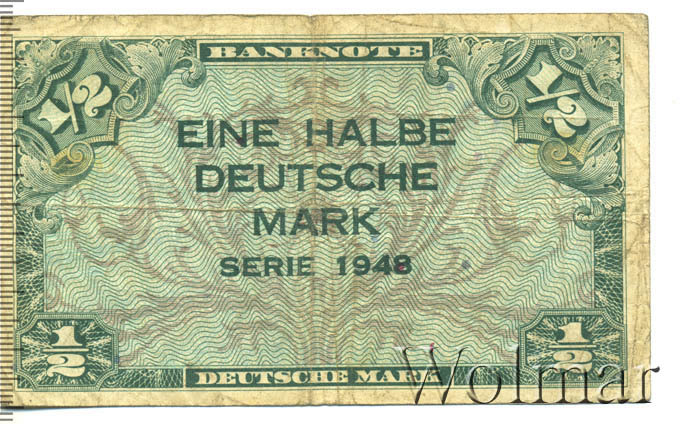 BANKNOTE
1/2 1/2
EINE HALBE
DEUTSCHE
MARK
SERIE 1948
1/2 1/2
DEUTSCHE MARK
Wolmar